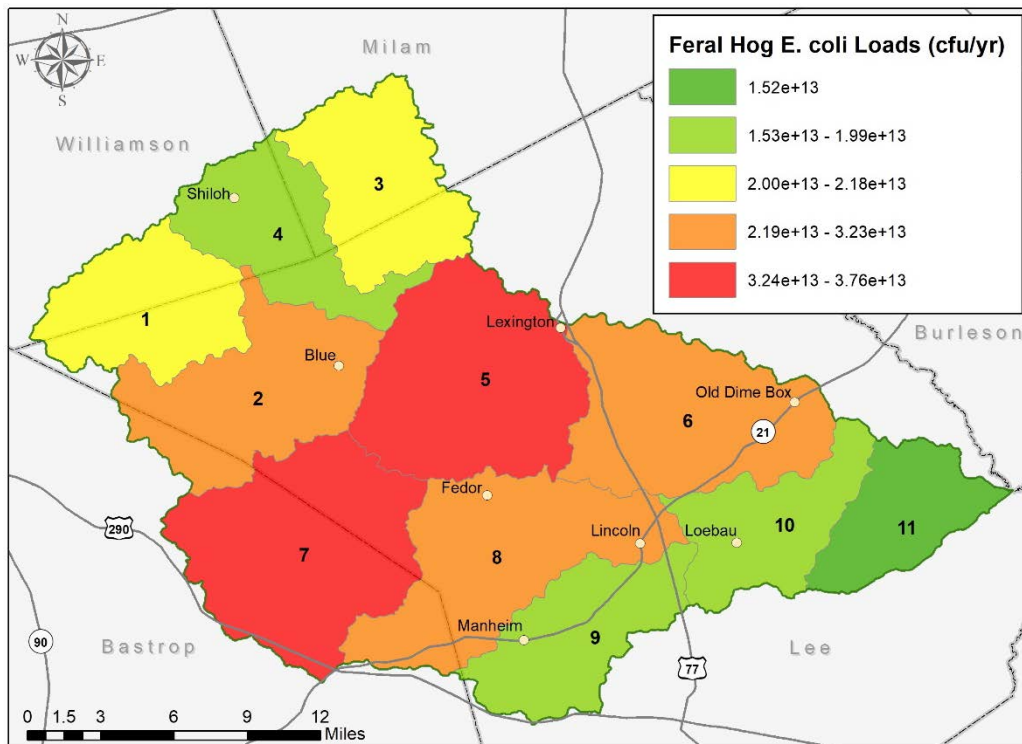 N
W E
S
Milam
Williamson
Feral Hog E. coli Loads (cfu/yr)
1.52e+13
1.53e+13 - 1.99e+13
2.00e+13 - 2.18e+13
2.19e+13 - 3.23e+13
3.24e+13 - 3.76e+13
3
Shiloh
4
1
Lexington
Burleson
Blue
5
2
Old Dime Box
6
21
Fedor
290
Lincoln
Loebau
10
11
7
8
Manheim
9
90
Bastrop
Lee
77
0 1.5 3 6 9 12
Miles